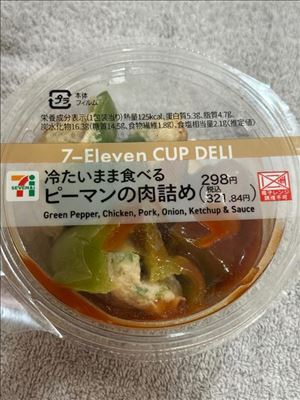 プラ
本体
フィルム
栄養成分表示(1包装当り)熱量125kcal、蛋白質5.3g、脂質4.7g、
炭水化物16.3g(糖質14.5g、食物繊維1.8g)、食塩相当量2.1g(推定値)
7-Eleven CUP DELI
冷たいまま食べる
ピーマンの肉詰め
298円
(税込
321.84円)
Green Pepper, Chicken, Pork, Onion, Ketchup & Sauce
7
ELEVEN
電子レンジ
調理不可